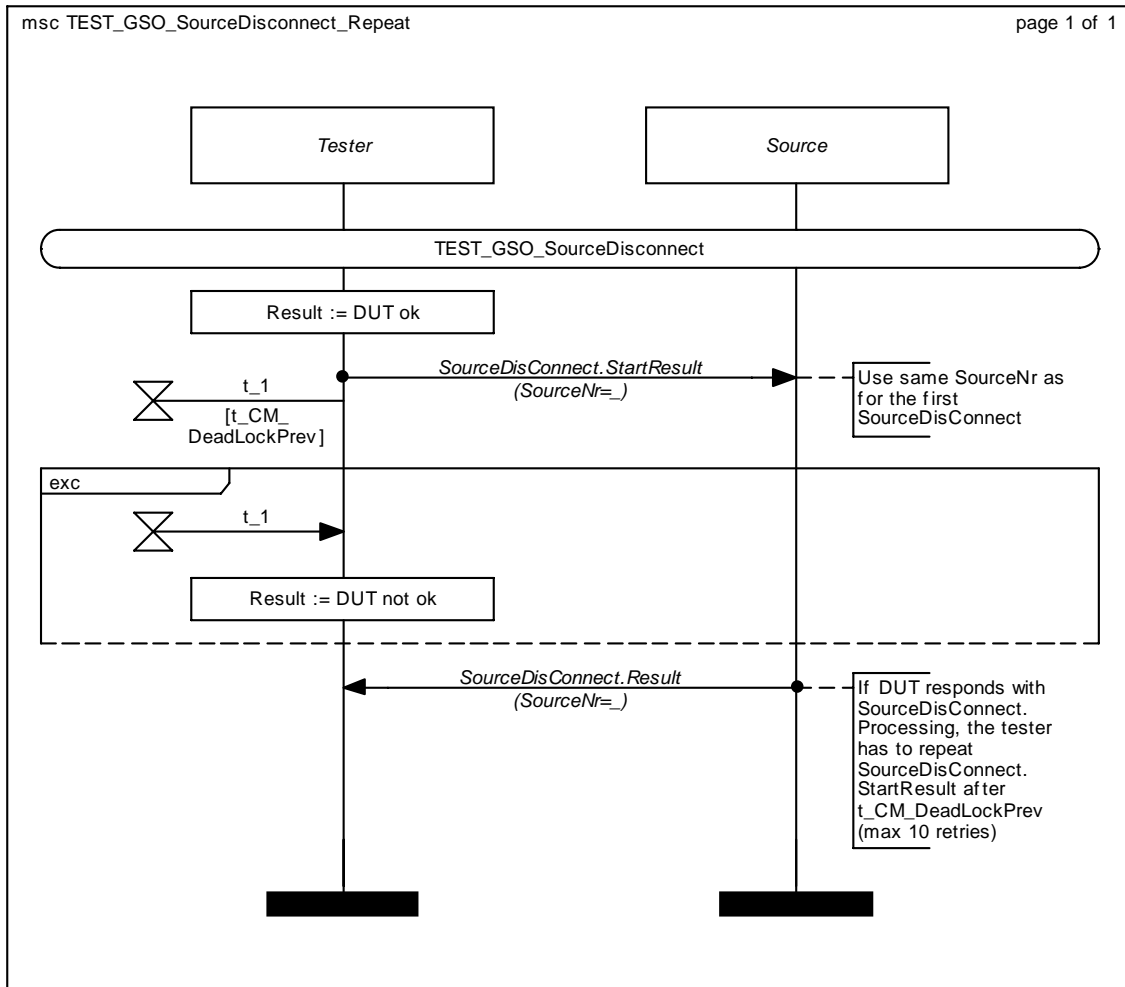 msc TEST_GSO_SourceDisconnect_Repeat
page 1 of 1
Tester
Source
TEST_GSO_SourceDisconnect
Result := DUT ok
SourceDisConnect.StartResult
(SourceNr=_)
t_1
[t_CM_
DeadLockPrev]
Use same SourceNr as
for the first
SourceDisConnect
exc
t_1
Result := DUT not ok
SourceDisConnect.Result
(SourceNr=_)
If DUT responds with
SourceDisConnect.
Processing, the tester
has to repeat
SourceDisConnect.
StartResult after
t_CM_DeadLockPrev
(max 10 retries)